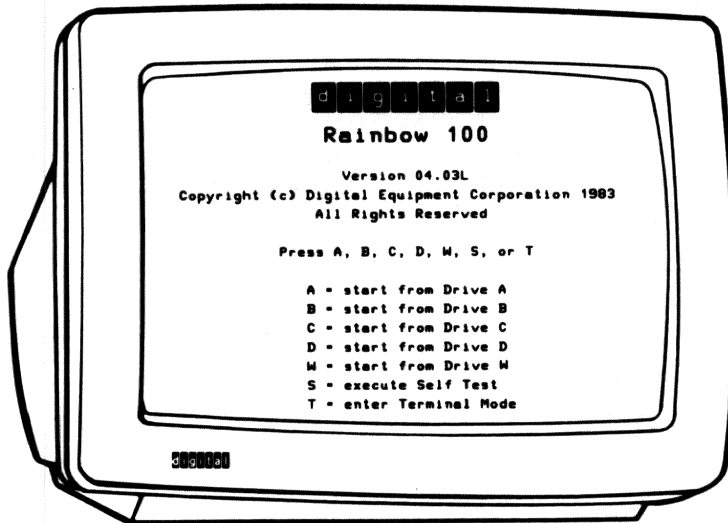 digital
Rainbow 100
Version 04.03L
Copyright (c) Digital Equipment Corporation 1983
All Rights Reserved
Press A, B, C, D, W, S, or T
A - start from Drive A
B - start from Drive B
C - start from Drive C
D - start from Drive D
W - start from Drive W
S - execute Self Test
T - enter Terminal Mode
digital